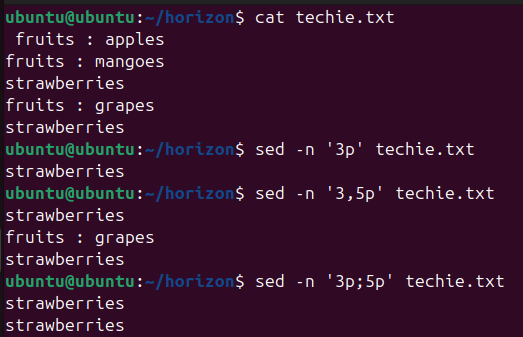 ubuntu@ubuntu:~/horizon$ cat techie.txt
 fruits : apples
fruits : mangoes
strawberries
fruits : grapes
strawberries
ubuntu@ubuntu:~/horizon$ sed -n '3p' techie.txt
strawberries
ubuntu@ubuntu:~/horizon$ sed -n '3,5p' techie.txt
strawberries
fruits : grapes
strawberries
ubuntu@ubuntu:~/horizon$ sed -n '3p;5p' techie.txt
strawberries
strawberries